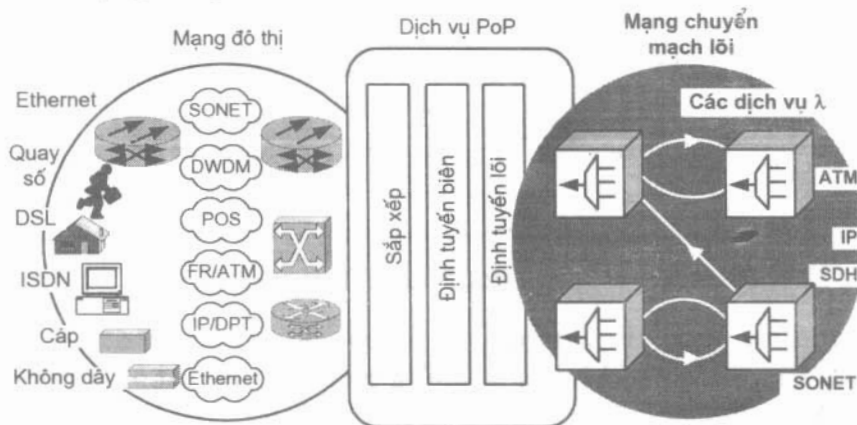 Mạng đô thị
Dịch vụ PoP
Mạng chuyển
mạch lõi
Ethernet
Quay
số
DSL
ISDN
Cáp
Không dây
SONET
DWDM
POS
FR/ATM
IP/DPT
Ethernet
Sắp xếp
Định tuyến biên
Định tuyến lõi
Các dịch vụ λ
ATM
IP
SDH
SONET